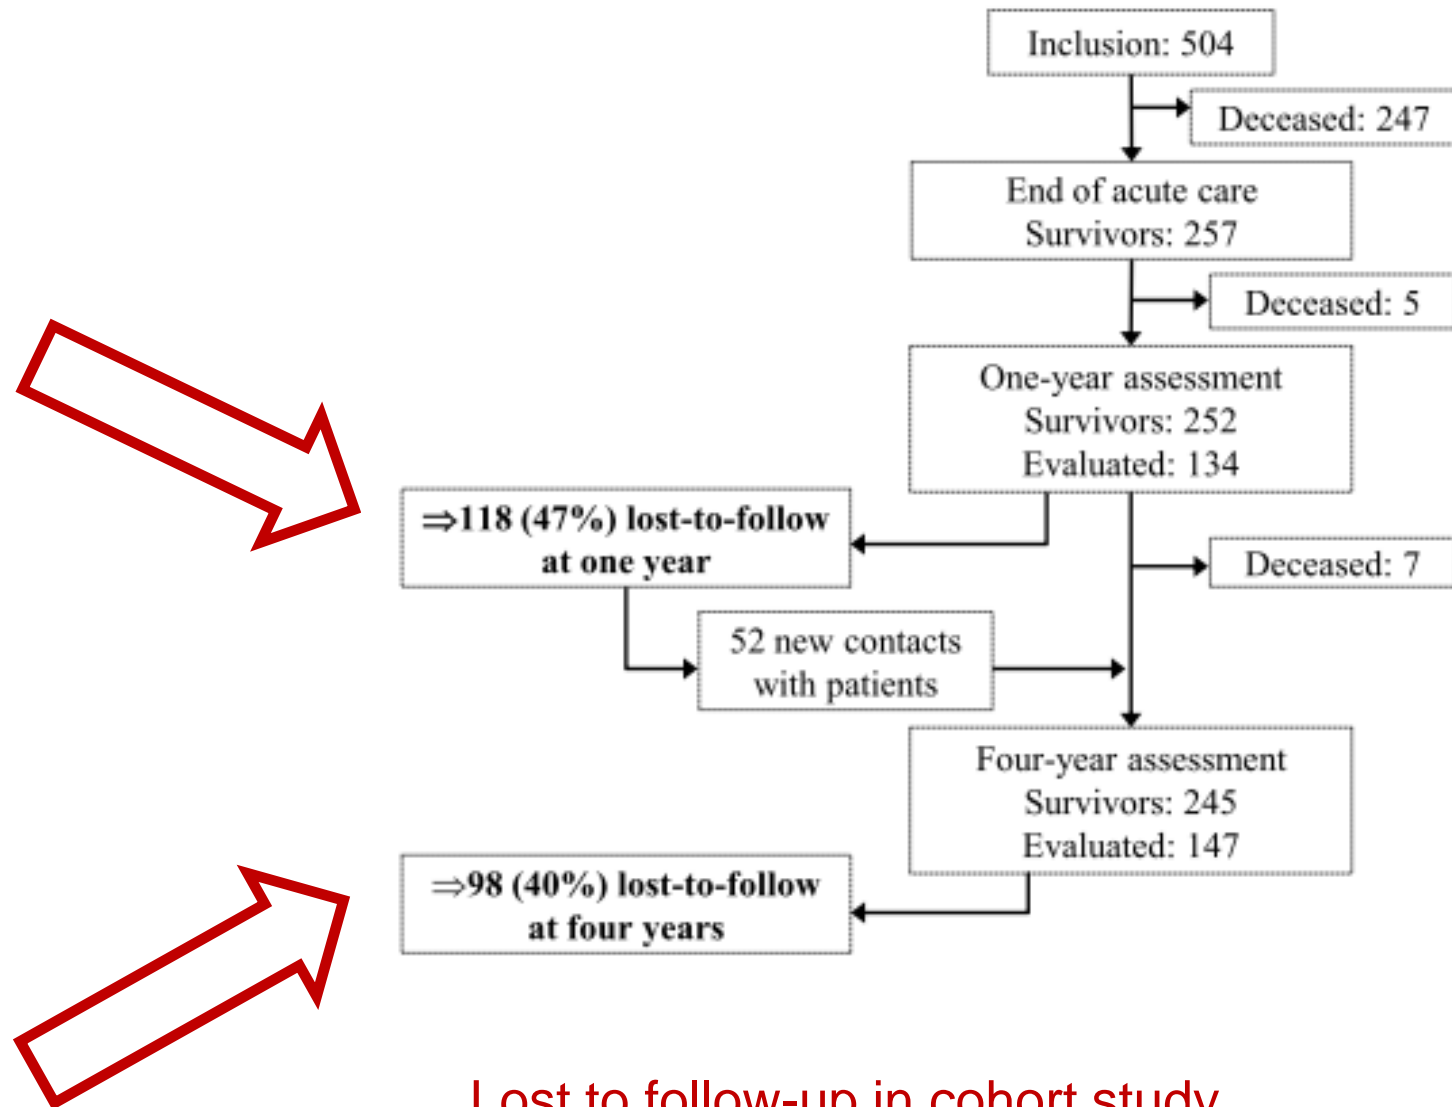 Inclusion: 504
Deceased: 247
End of acute care
Survivors: 257
Deceased: 5
One-year assessment
Survivors: 252
Evaluated: 134
⇒118 (47%) lost-to-follow
at one year
Deceased: 7
52 new contacts
with patients
Four-year assessment
Survivors: 245
Evaluated: 147
⇒98 (40%) lost-to-follow
at four years
Lost to follow-up in cohort study